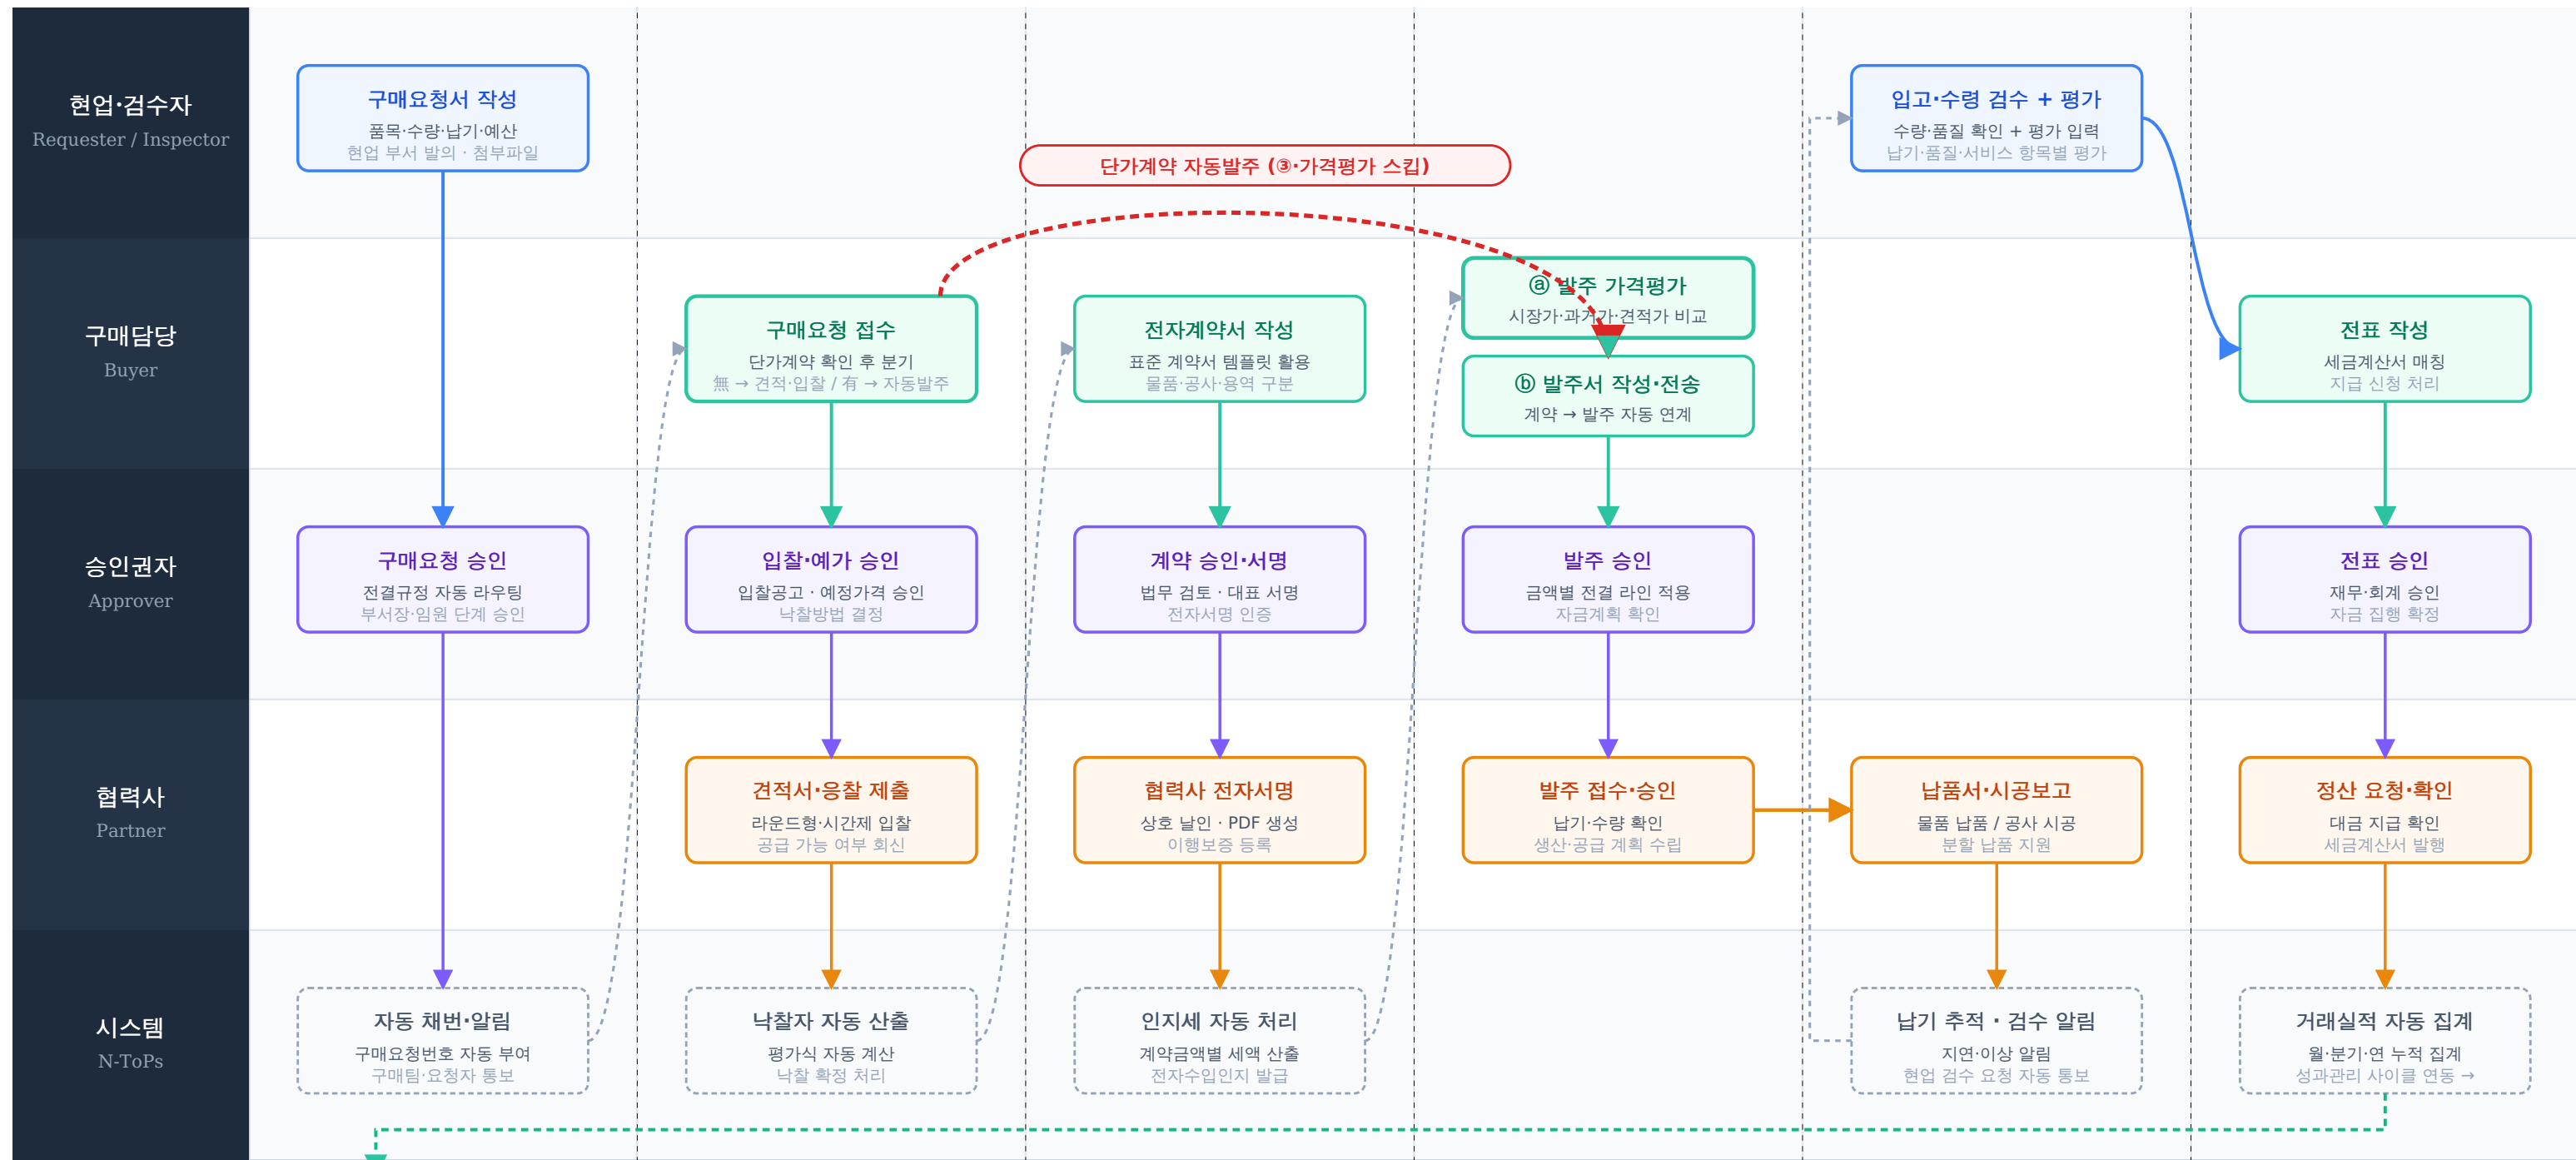 현업·검수자
Requester / Inspector
구매요청서 작성
품목·수량·납기·예산
현업 부서 발의 · 첨부파일
단가계약 자동발주 (③·가격평가 스킵)
입고·수령 검수 + 평가
수량·품질 확인 + 평가 입력
납기·품질·서비스 항목별 평가
구매담당
Buyer
구매요청 접수
단가계약 확인 후 분기
無 → 견적·입찰 / 有 → 자동발주
전자계약서 작성
표준 계약서 템플릿 활용
물품·공사·용역 구분
ⓐ 발주 가격평가
시장가·과거가·견적가 비교
ⓑ 발주서 작성·전송
계약 → 발주 자동 연계
전표 작성
세금계산서 매칭
지급 신청 처리
승인권자
Approver
구매요청 승인
전결규정 자동 라우팅
부서장·임원 단계 승인
입찰·예가 승인
입찰공고 · 예정가격 승인
낙찰방법 결정
계약 승인·서명
법무 검토 · 대표 서명
전자서명 인증
발주 승인
금액별 전결 라인 적용
자금계획 확인
전표 승인
재무·회계 승인
자금 집행 확정
협력사
Partner
견적서·응찰 제출
라운드형·시간제 입찰
공급 가능 여부 회신
협력사 전자서명
상호 날인 · PDF 생성
이행보증 등록
발주 접수·승인
납기·수량 확인
생산·공급 계획 수립
납품서·시공보고
물품 납품 / 공사 시공
분할 납품 지원
정산 요청·확인
대금 지급 확인
세금계산서 발행
시스템
N-ToPs
자동 채번·알림
구매요청번호 자동 부여
구매팀·요청자 통보
낙찰자 자동 산출
평가식 자동 계산
낙찰 확정 처리
인지세 자동 처리
계약금액별 세액 산출
전자수입인지 발급
납기 추적 · 검수 알림
지연·이상 알림
현업 검수 요청 자동 통보
거래실적 자동 집계
월·분기·연 누적 집계
성과관리 사이클 연동 →